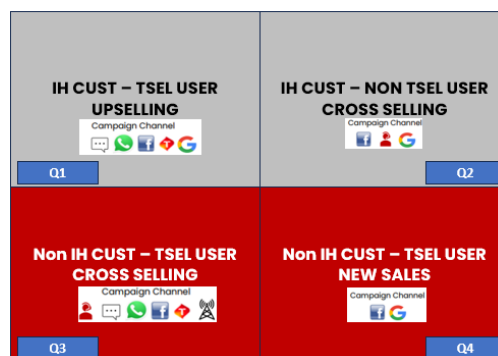 IH CUST – TSEL USER
UPSELLING
Campaign Channel
Q1
IH CUST – NON TSEL USER
CROSS SELLING
Campaign Channel
Q2
Non IH CUST – TSEL USER
CROSS SELLING
Campaign Channel
Q3
Non IH CUST – TSEL USER
NEW SALES
Campaign Channel
Q4